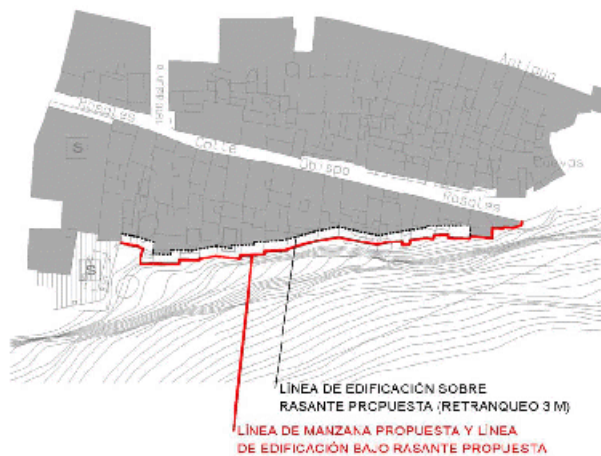 Antigua
Rosales
Calle
Obispo
Rosales
Cuevas
S
S
LÍNEA DE EDIFICACIÓN SOBRE
RASANTE PROPUESTA (RETRANQUEO 3 M)
LÍNEA DE MANZANA PROPUESTA Y LÍNEA
DE EDIFICACIÓN BAJO RASANTE PROPUESTA